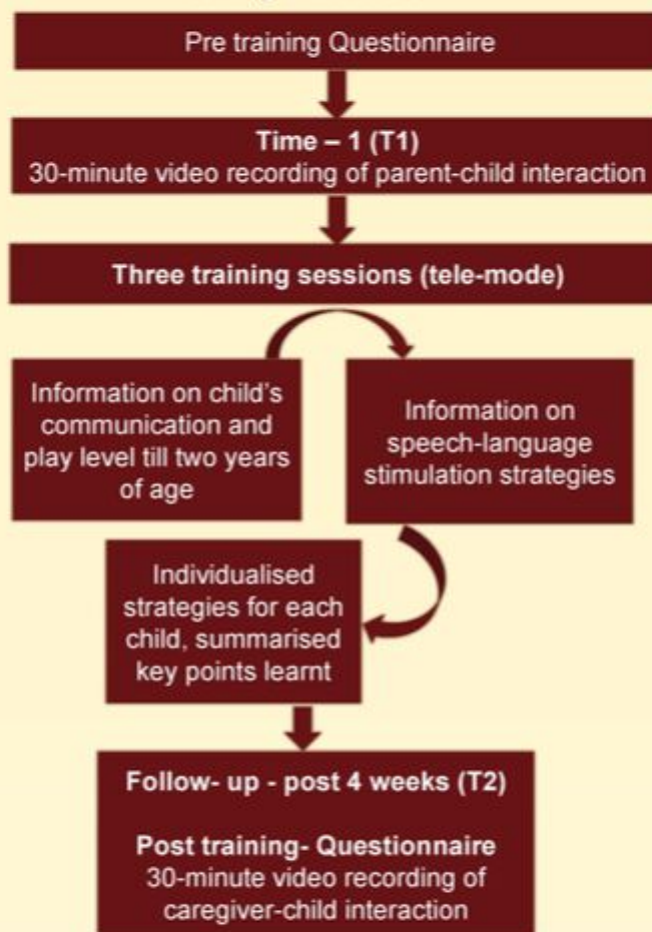 Pre training Questionnaire
Time – 1 (T1)
30-minute video recording of parent-child interaction
Three training sessions (tele-mode)
Information on child's
communication and
play level till two years
of age
Information on
speech-language
stimulation strategies
Individualised
strategies for each
child, summarised
key points learnt
Follow- up - post 4 weeks (T2)
Post training- Questionnaire
30-minute video recording of
caregiver-child interaction